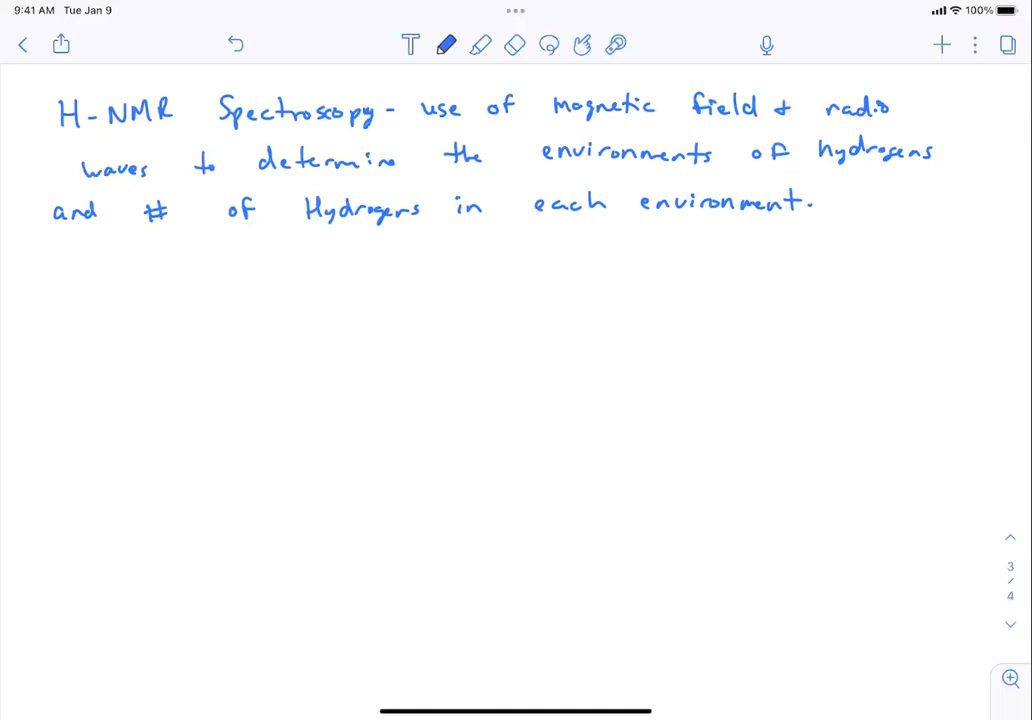 9:41 AM Tue Jan 9
100%
H-NMR Spectroscopy - use of magnetic field + radio
waves to determine the environments of hydrogens
and # of Hydrogens in each environment.
3
/
4